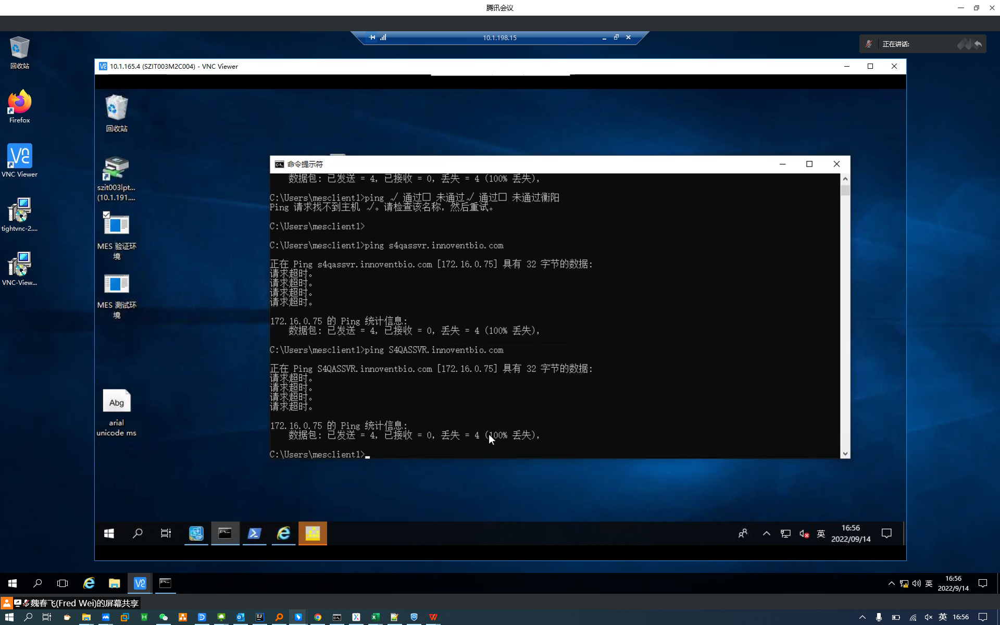 腾讯会议
10.1.198.15
正在讲话:
回收站
Firefox
VNC Viewer
tightvnc-2....
VNC-View...
10.1.165.4 (SZIT003M2C004) - VNC Viewer
回收站
szit003lpt...
(10.1.191....
MES 验证环
境
MES 测试环
境
Abg
arial
unicode ms
命令提示符
数据包: 已发送 = 4, 已接收 = 0, 丢失 = 4 (100% 丢失),
C:\Users\mesclient1>ping √ 通过□ 未通过√ 通过□ 未通过衡阳
Ping 请求找不到主机 √。请检查该名称, 然后重试。
C:\Users\mesclient1>
C:\Users\mesclient1>ping s4qassvr.innoventbio.com
正在 Ping s4qassvr.innoventbio.com [172.16.0.75] 具有 32 字节的数据:
请求超时。
请求超时。
请求超时。
请求超时。
172.16.0.75 的 Ping 统计信息:
数据包: 已发送 = 4, 已接收 = 0, 丢失 = 4 (100% 丢失),
C:\Users\mesclient1>ping S4QASSVR.innoventbio.com
正在 Ping S4QASSVR.innoventbio.com [172.16.0.75] 具有 32 字节的数据:
请求超时。
请求超时。
请求超时。
请求超时。
172.16.0.75 的 Ping 统计信息:
数据包: 已发送 = 4, 已接收 = 0, 丢失 = 4 (100% 丢失),
C:\Users\mesclient1>
英
16:56
2022/09/14
英
16:56
2022/9/14
魏春飞(Fred Wei)的屏幕共享
英 16:56